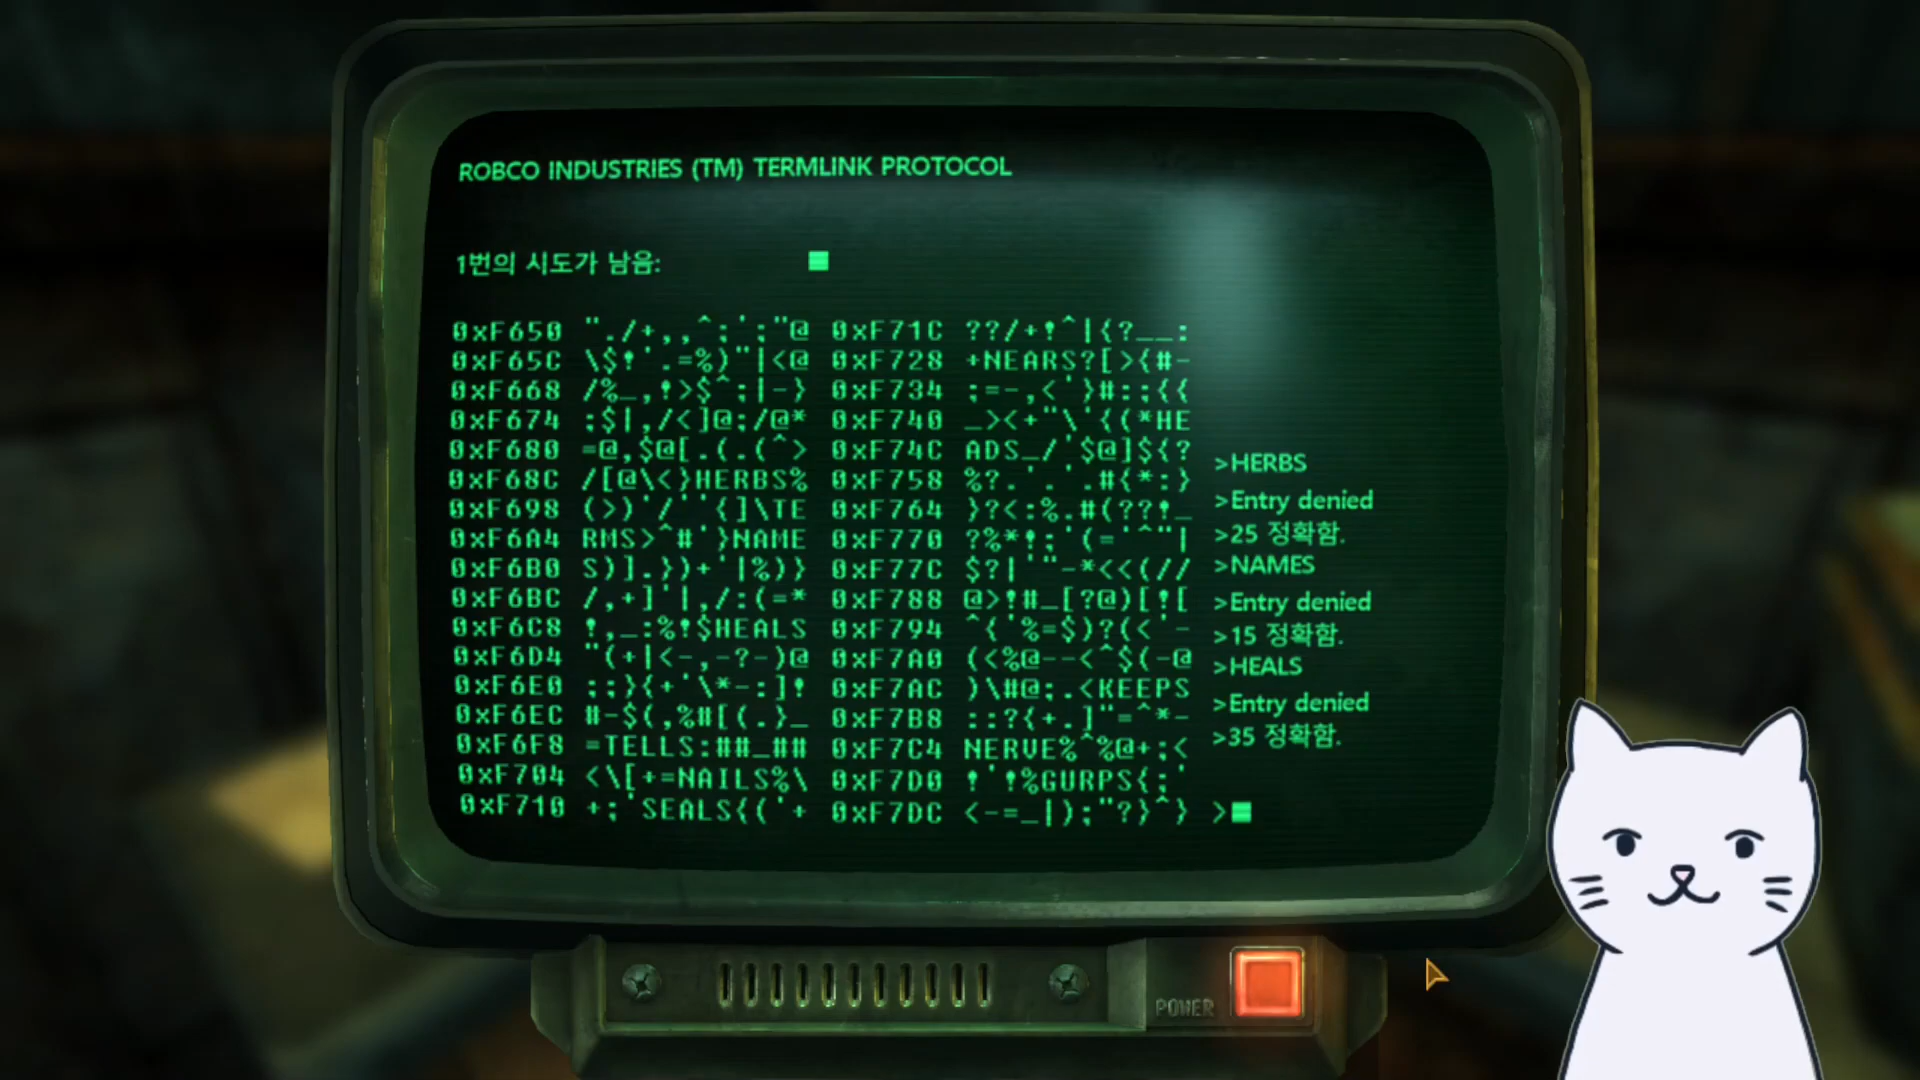 ROBCO INDUSTRIES (TM) TERMLINK PROTOCOL
1번의 시도가 남음:
0xF650 "./+,,^;';"@ 0xF71C ??/+!^|{?__:
0xF65C \$!'.=%)"|<@ 0xF728 +NEARS?[>{#-
0xF668 /%_,!>$^;|-} 0xF734 ;=-,<'}#:;{{
0xF674 :$|,/<]@:/@* 0xF740 _><+"\'{(*HE
0xF680 =@,$@[.(.(^> 0xF74C ADS_/'$@]${?
0xF68C /[@\<}HERBS% 0xF758 %?.'.'.#{*:}
0xF698 (>)'/''{]\TE 0xF764 }?<:%.#(??!_
0xF6A4 RMS>^#'}NAME 0xF770 ?%*!;'(='^"|
0xF6B0 S)].})+'|%)} 0xF77C $?|'"-*<<(//
0xF6BC /,+]'|,/:(=* 0xF788 @>!#_[?@)[![
0xF6C8 !,_:%!$HEALS 0xF794 ^{'%=$)?(<'-
0xF6D4 "(+|<-,-?-)@ 0xF7A0 (<%@--<^$(-@
0xF6E0 ;;}{+'\*-:]! 0xF7AC )\#@;.<KEEPS
0xF6EC #-$(,%#[(.}_ 0xF7B8 ::?{+.]"=^*-
0xF6F8 =TELLS:##_## 0xF7C4 NERVE%^%@+;<
0xF704 <\[+=NAILS%\ 0xF7D0 !'!%GURPS{;'
0xF710 +;'SEALS{('+ 0xF7DC <-=_|);"?}^}
>HERBS
>Entry denied
>25 정확함.
>NAMES
>Entry denied
>15 정확함.
>HEALS
>Entry denied
>35 정확함.
>
POWER